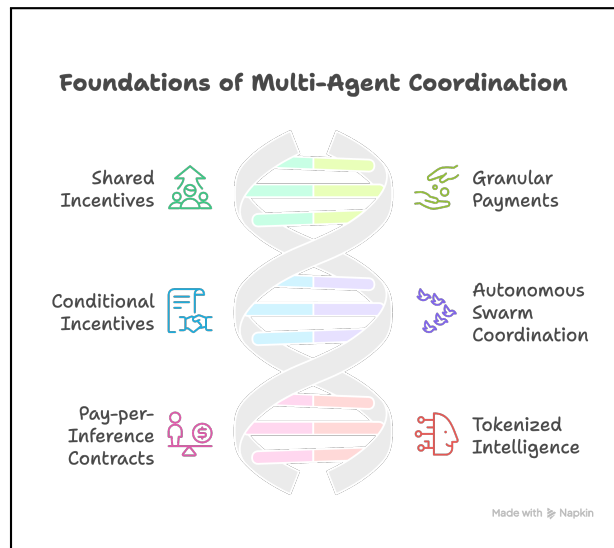 Foundations of Multi-Agent Coordination
Shared
Incentives
Granular
Payments
Conditional
Incentives
Autonomous
Swarm
Coordination
Pay-per-
Inference
Contracts
$
Tokenized
Intelligence
Made with Napkin